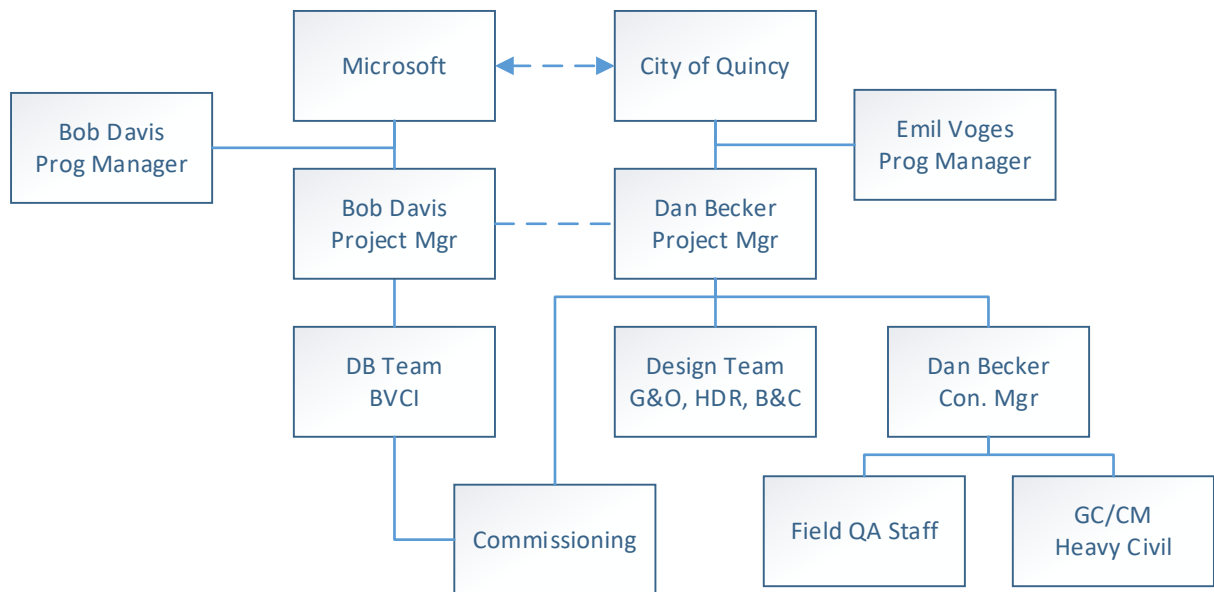 Microsoft
City of Quincy
Bob Davis
Prog Manager
Emil Voges
Prog Manager
Bob Davis
Project Mgr
Dan Becker
Project Mgr
DB Team
BVCI
Design Team
G&O, HDR, B&C
Dan Becker
Con. Mgr
Commissioning
Field QA Staff
GC/CM
Heavy Civil